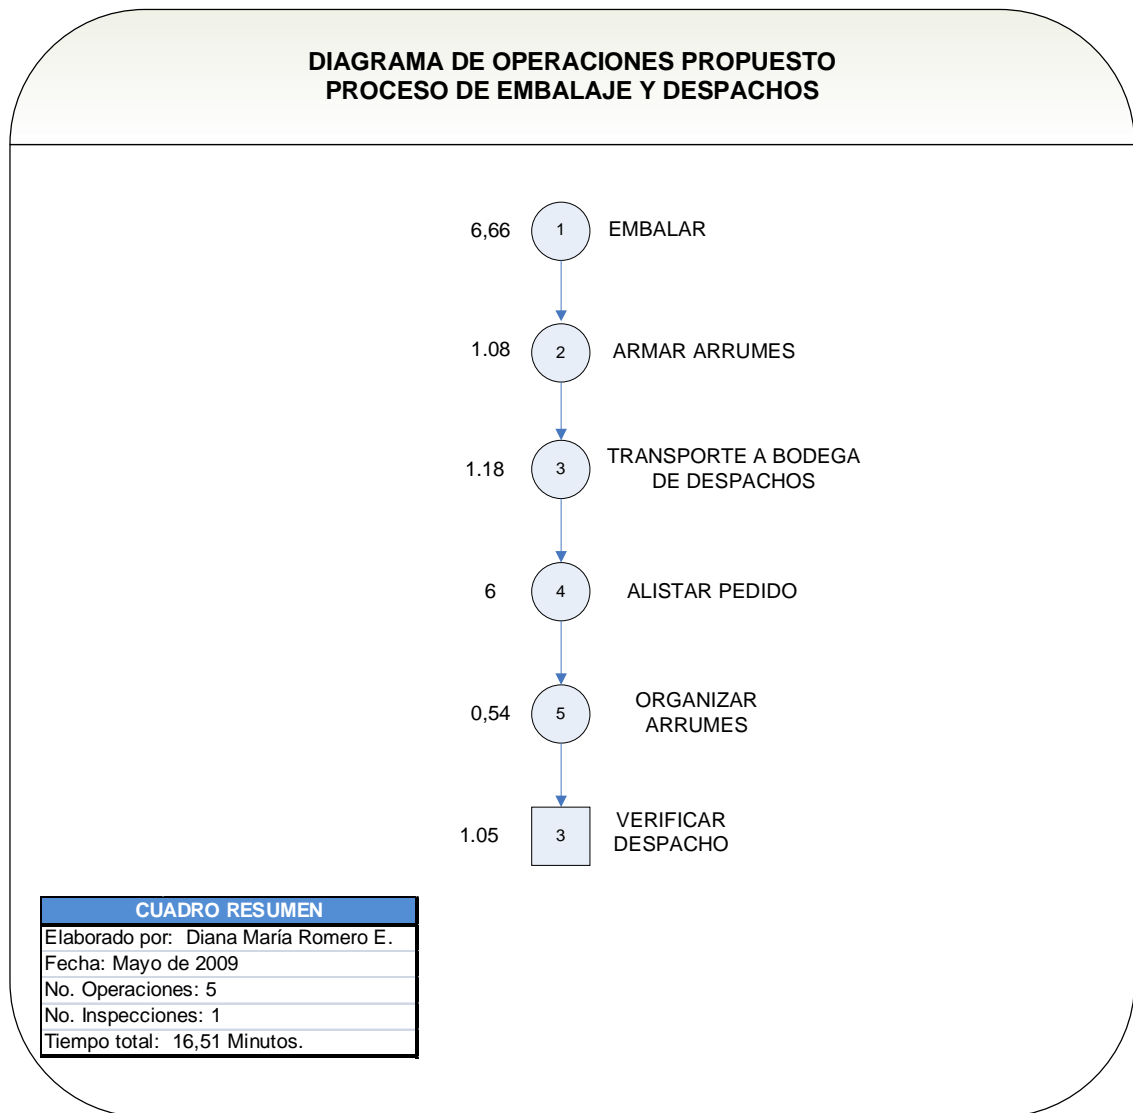 DIAGRAMA DE OPERACIONES PROPUESTO
PROCESO DE EMBALAJE Y DESPACHOS
6,66 1 EMBALAR
1.08 2 ARMAR ARRUMES
1.18 3 TRANSPORTE A BODEGA
DE DESPACHOS
6 4 ALISTAR PEDIDO
0,54 5 ORGANIZAR
ARRUMES
1.05 3 VERIFICAR
DESPACHO
CUADRO RESUMEN
Elaborado por: Diana María Romero E.
Fecha: Mayo de 2009
No. Operaciones: 5
No. Inspecciones: 1
Tiempo total: 16,51 Minutos.